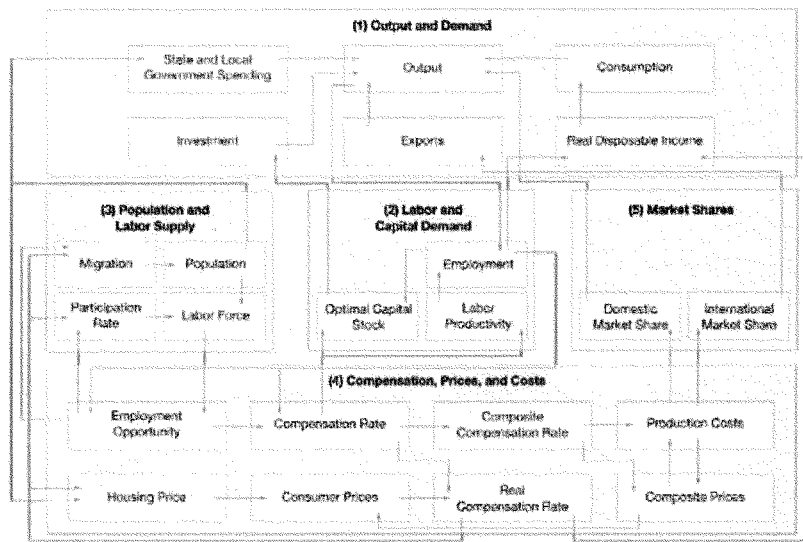 (1) Output and Demand
State and Local
Government Spending
Output
Consumption
Investment
Exports
Real Disposable Income
(3) Population and
Labor Supply
Migration
Population
Participation
Rate
Labor Force
(2) Labor and
Capital Demand
Employment
Optimal Capital
Stock
Labor
Productivity
(5) Market Shares
Domestic
Market Share
International
Market Share
(4) Compensation, Prices, and Costs
Employment
Opportunity
Compensation Rate
Composite
Compensation Rate
Production Costs
Housing Price
Consumer Prices
Real
Compensation Rate
Composite Prices